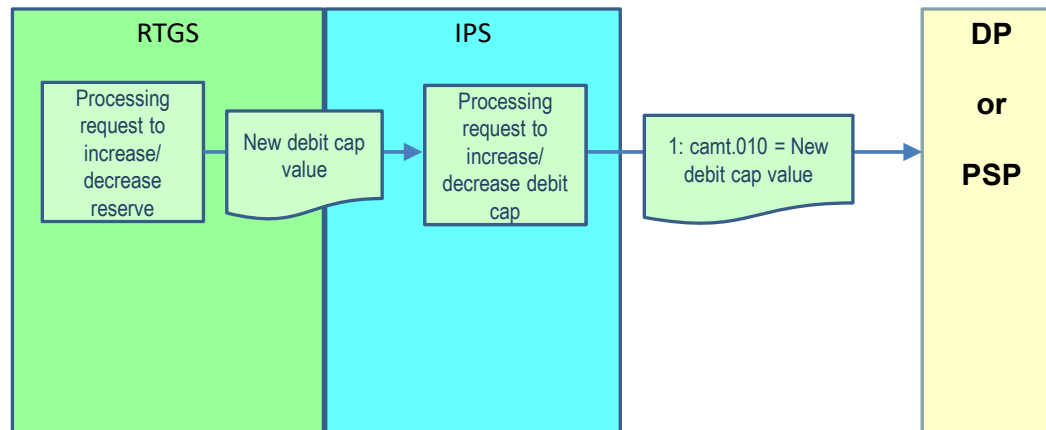 RTGS
IPS
DP
or
PSP
Processing
request to
increase/
decrease
reserve
New debit cap
value
Processing
request to
increase/
decrease debit
cap
1: camt.010 = New
debit cap value